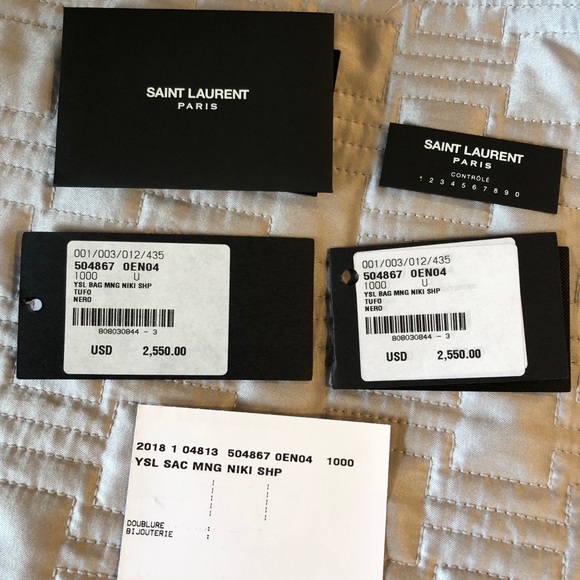 SAINT LAURENT
PARIS
SAINT LAURENT
PARIS
CONTRÔLE
* 1 2 3 4 5 6 7 8 9 0
001/003/012/435
504867 0EN04
1000 U
YSL BAG MNG NIKI SHP
TUFO
NERO
808030844 - 3
USD 2,550.00
001/003/012/435
504867 0EN04
1000 U
YSL BAG MNG NIKI SHP
TUFO
NERO
808030844 - 3
USD 2,550.00
2018 1 04813 504867 0EN04 1000
YSL SAC MNG NIKI SHP
DOUBLURE :
BIJOUTERIE :